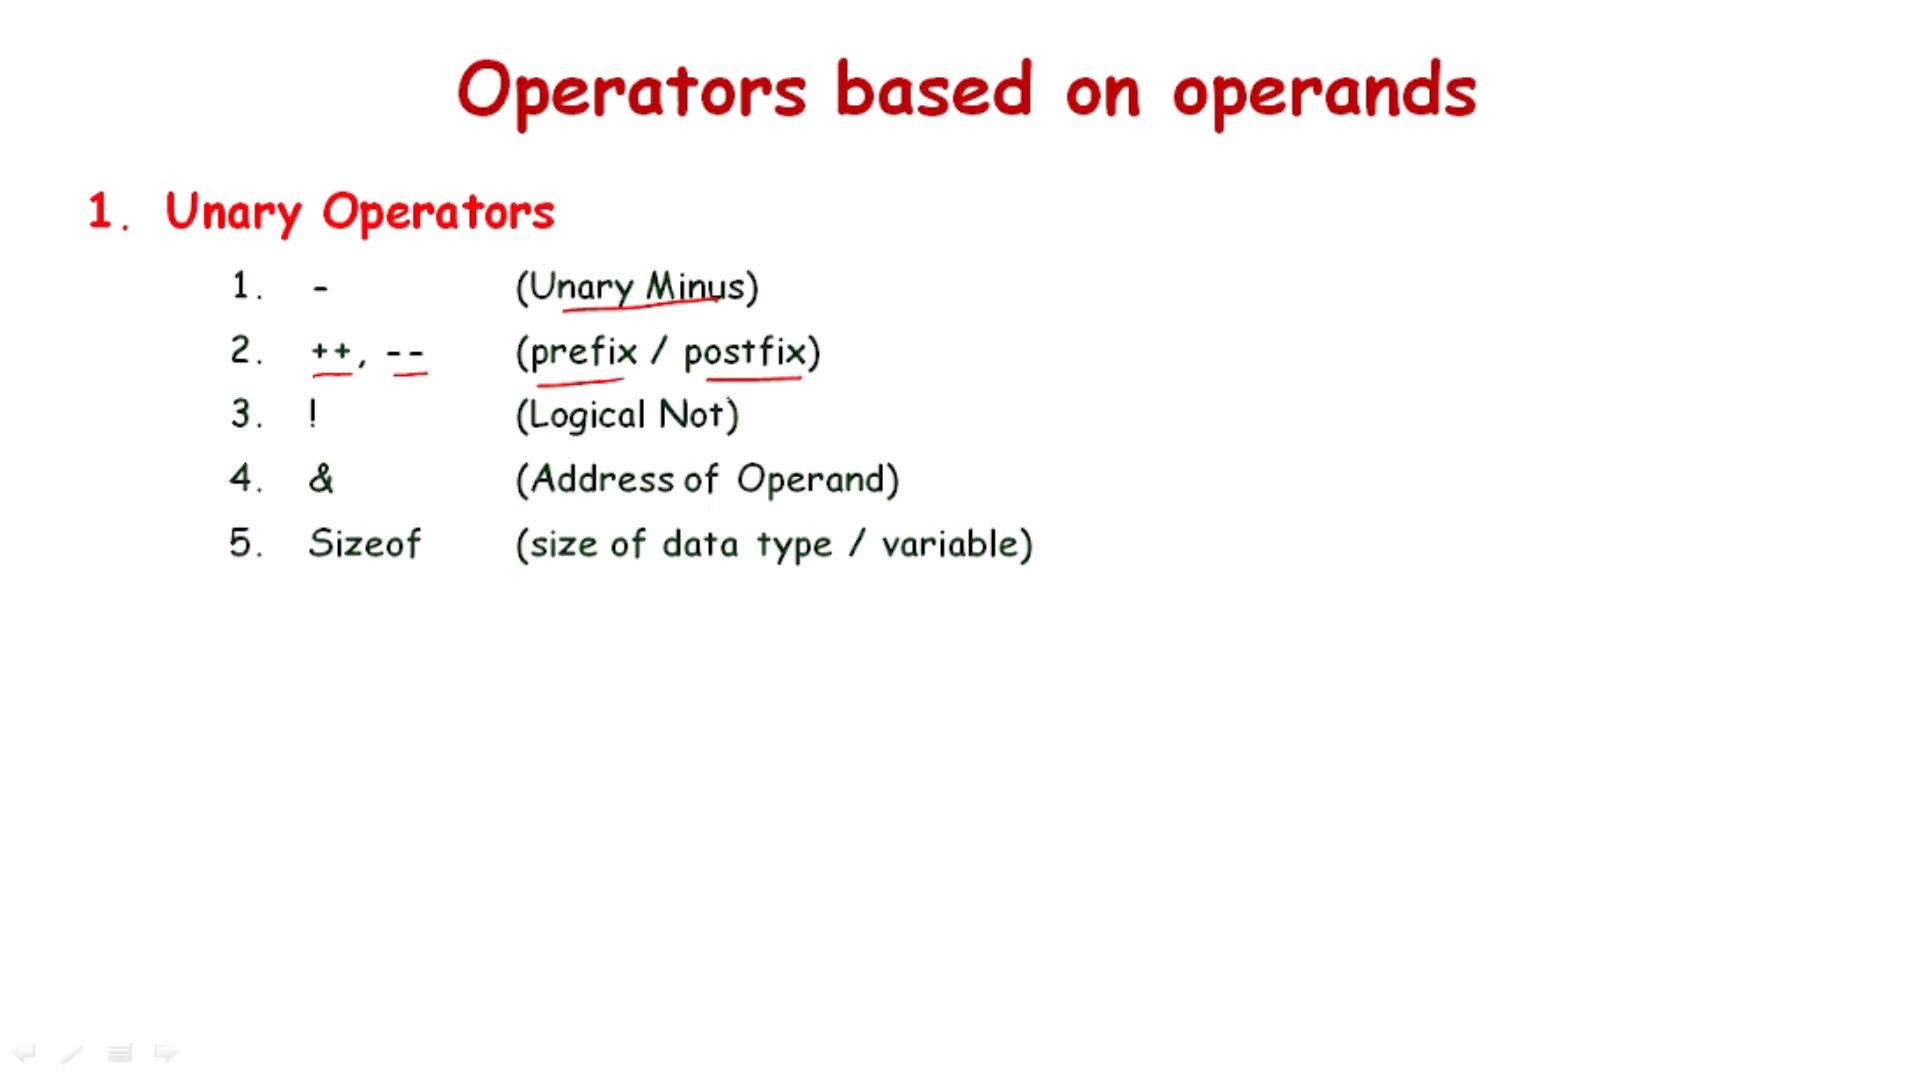 Operators based on operands
1. Unary Operators
1. - (Unary Minus)
2. ++, -- (prefix / postfix)
3. ! (Logical Not)
4. & (Address of Operand)
5. Sizeof (size of data type / variable)